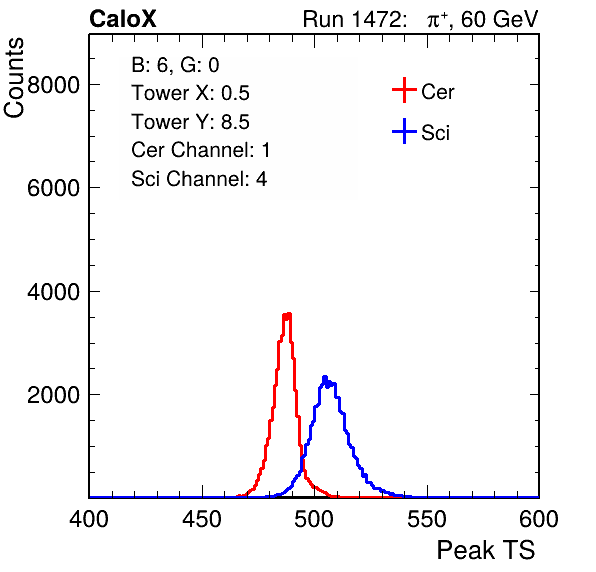 CaloX Run 1472: π⁺, 60 GeV
Counts
B: 6, G: 0
Tower X: 0.5
Tower Y: 8.5
Cer Channel: 1
Sci Channel: 4
Cer
Sci
8000
6000
4000
2000
400 450 500 550 600
Peak TS